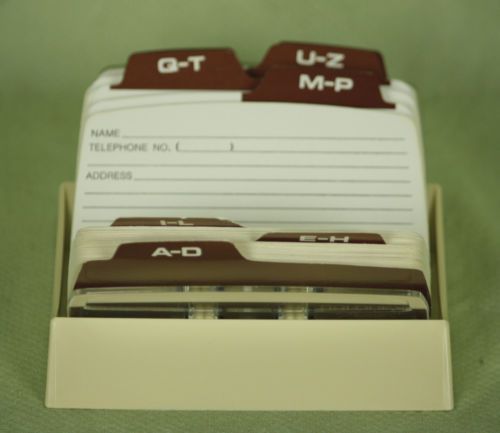 Q-T
U-Z
M-P
NAME
TELEPHONE NO. ( )
ADDRESS
I-L
E-H
A-D